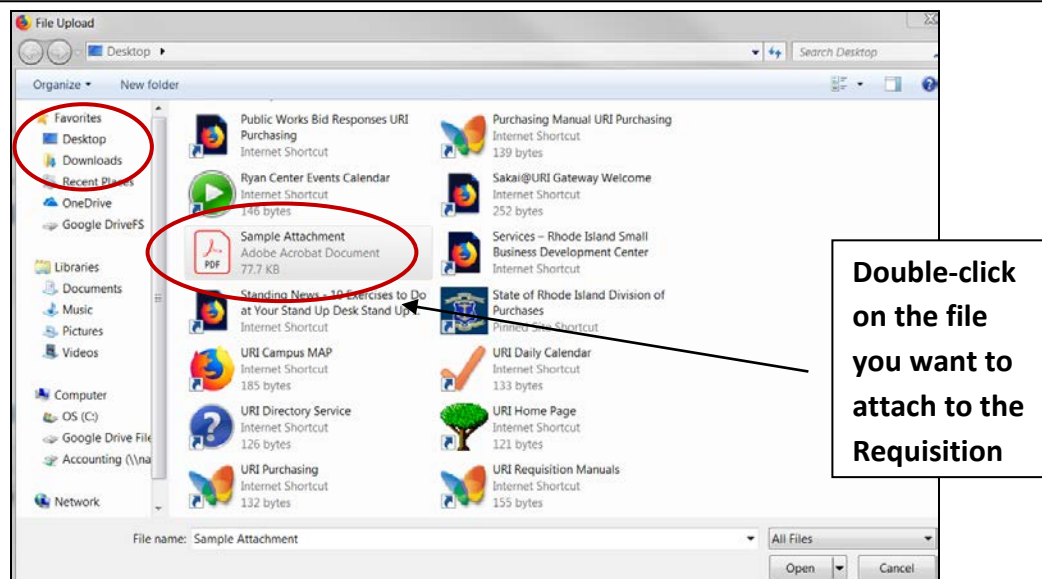 File Upload
Desktop
Search Desktop
Organize
New folder
Favorites
Desktop
Downloads
Recent Places
OneDrive
Google DriveFS
Libraries
Documents
Music
Pictures
Videos
Computer
OS (C:)
Google Drive File
Accounting (\\na
Network
Public Works Bid Responses URI
Purchasing
Internet Shortcut
Purchasing Manual URI Purchasing
Internet Shortcut
139 bytes
Ryan Center Events Calendar
Internet Shortcut
146 bytes
Sakai@URI Gateway Welcome
Internet Shortcut
252 bytes
PDF
Sample Attachment
Adobe Acrobat Document
77.7 KB
Services – Rhode Island Small
Business Development Center
Internet Shortcut
Standing News - 10 Exercises to Do
at Your Stand Up Desk Stand Up ..
Internet Shortcut
State of Rhode Island Division of
Purchases
Pinned Site Shortcut
URI Campus MAP
Internet Shortcut
185 bytes
URI Daily Calendar
Internet Shortcut
133 bytes
URI Directory Service
Internet Shortcut
126 bytes
URI Home Page
Internet Shortcut
121 bytes
URI Purchasing
Internet Shortcut
132 bytes
URI Requisition Manuals
Internet Shortcut
155 bytes
File name: Sample Attachment
All Files
Open
Cancel
Double-click
on the file
you want to
attach to the
Requisition